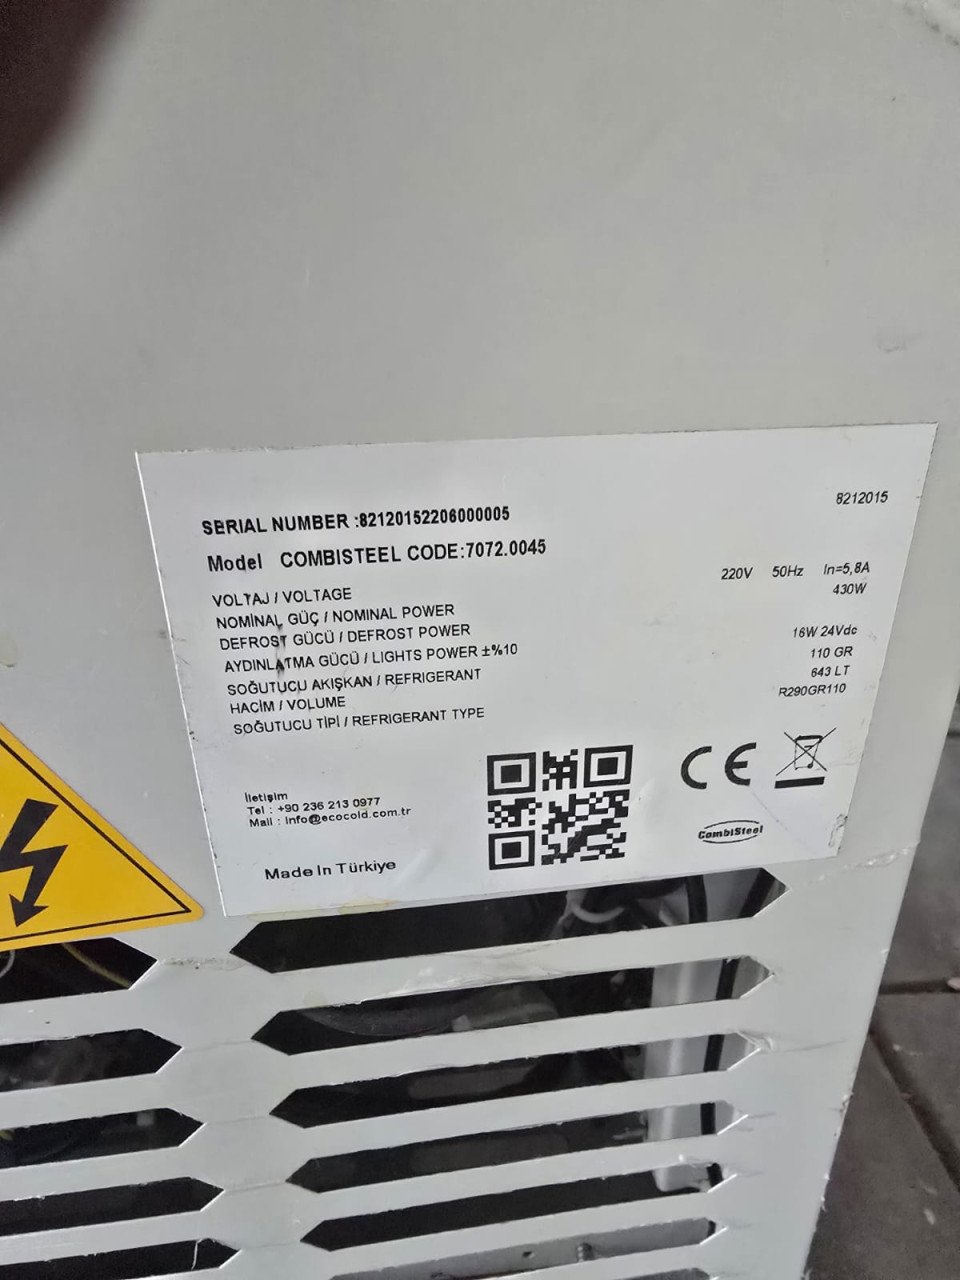 8212015
SERIAL NUMBER :82120152206000005
Model COMBISTEEL CODE:7072.0045
VOLTAJ / VOLTAGE 220V 50Hz In=5,8A
NOMİNAL GÜÇ / NOMINAL POWER 430W
DEFROST GÜCÜ / DEFROST POWER
AYDINLATMA GÜCÜ / LIGHTS POWER ±%10 16W 24Vdc
SOĞUTUCU AKIŞKAN / REFRIGERANT 110 GR
HACİM / VOLUME 643 LT
SOĞUTUCU TİPİ / REFRIGERANT TYPE R290GR110
İletişim
Tel : +90 236 213 0977
Mail : info@ecocold.com.tr
CE
CombiSteel
Made In Türkiye